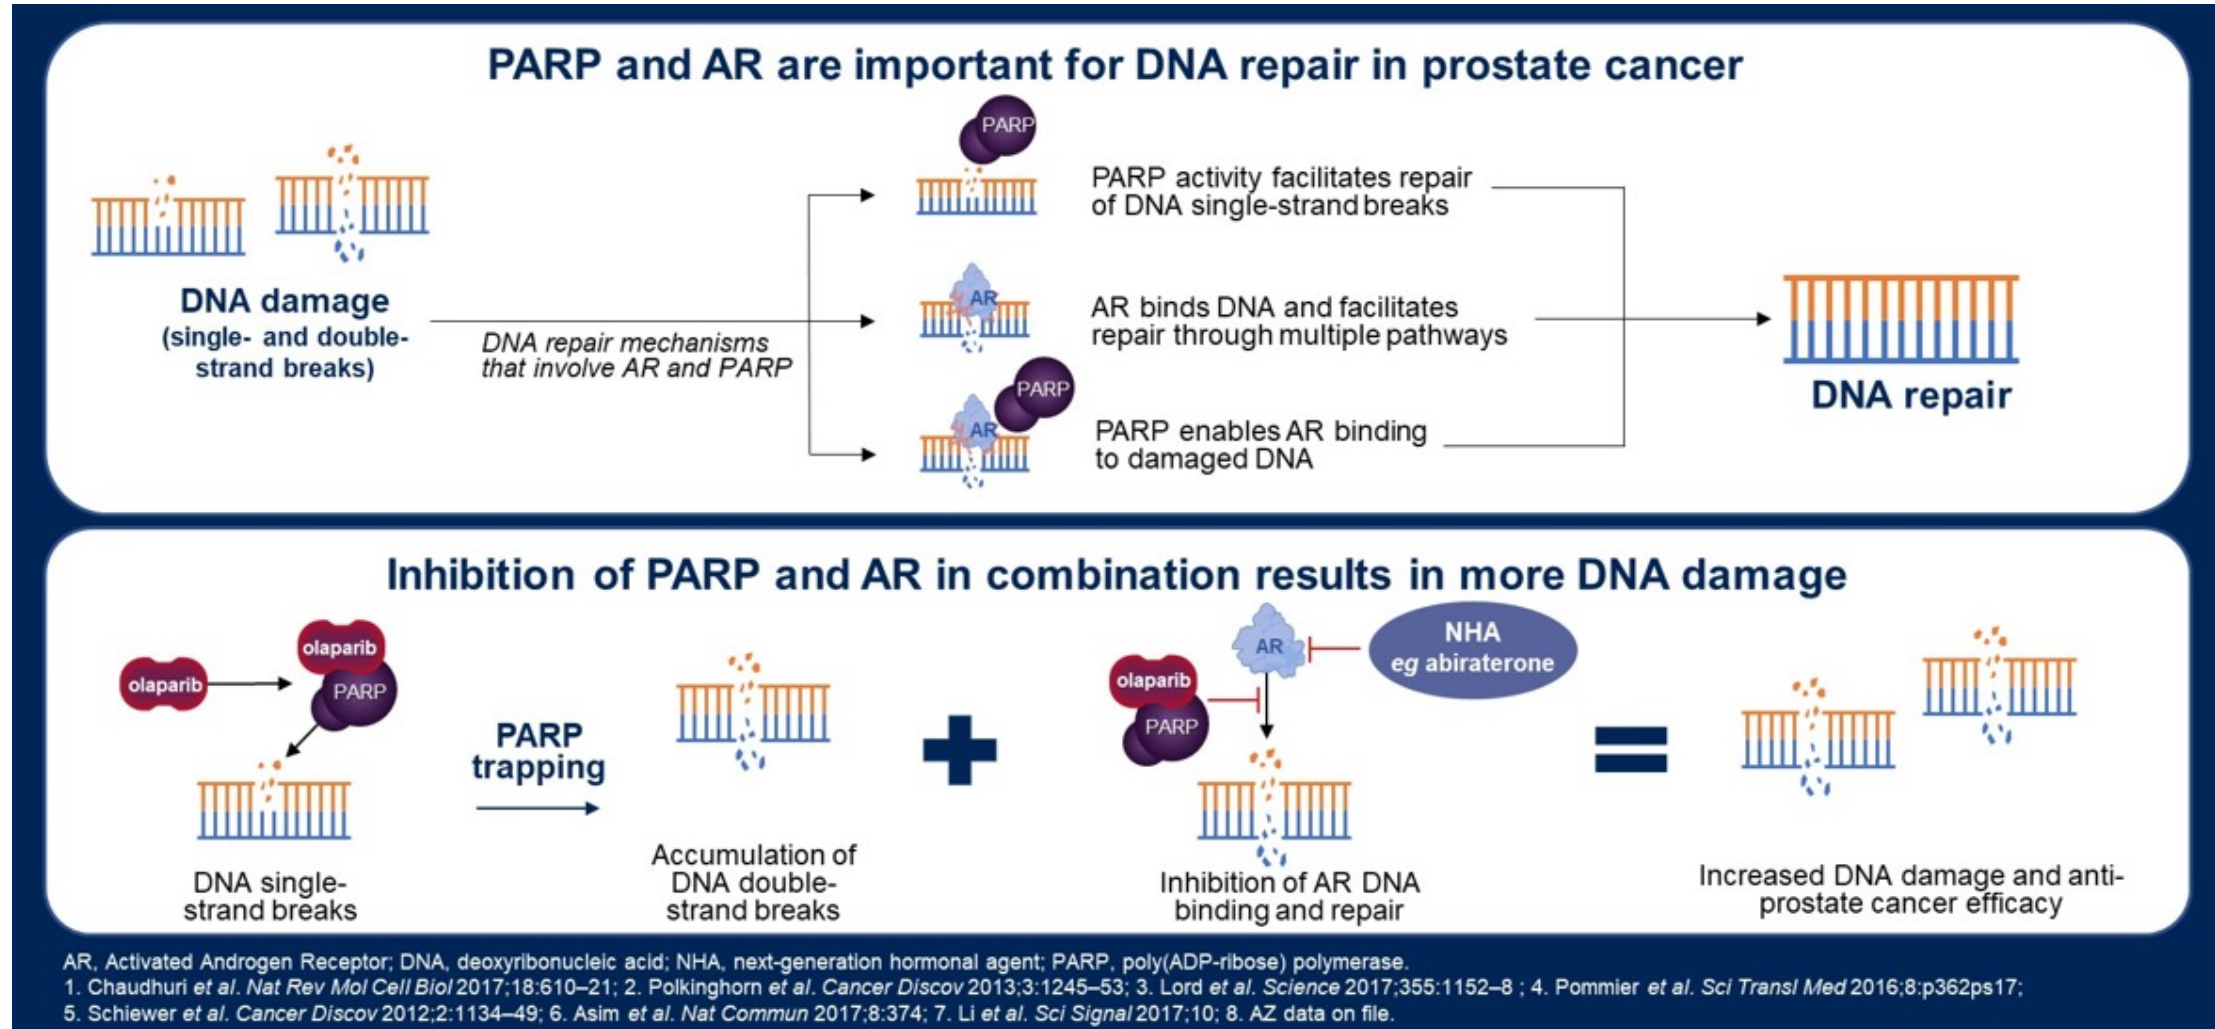 PARP and AR are important for DNA repair in prostate cancer
PARP
PARP activity facilitates repair
of DNA single-strand breaks
DNA damage
(single- and double-
strand breaks)
DNA repair mechanisms
that involve AR and PARP
AR
AR binds DNA and facilitates
repair through multiple pathways
PARP
AR
PARP enables AR binding
to damaged DNA
DNA repair
Inhibition of PARP and AR in combination results in more DNA damage
olaparib
olaparib
PARP
DNA single-
strand breaks
PARP
trapping
Accumulation of
DNA double-
strand breaks
AR
NHA
eg abiraterone
olaparib
PARP
Inhibition of AR DNA
binding and repair
Increased DNA damage and anti-
prostate cancer efficacy
AR, Activated Androgen Receptor; DNA, deoxyribonucleic acid; NHA, next-generation hormonal agent; PARP, poly(ADP-ribose) polymerase.
1. Chaudhuri et al. Nat Rev Mol Cell Biol 2017;18:610–21; 2. Polkinghorn et al. Cancer Discov 2013;3:1245–53; 3. Lord et al. Science 2017;355:1152–8 ; 4. Pommier et al. Sci Transl Med 2016;8:p362ps17;
5. Schiewer et al. Cancer Discov 2012;2:1134–49; 6. Asim et al. Nat Commun 2017;8:374; 7. Li et al. Sci Signal 2017;10; 8. AZ data on file.